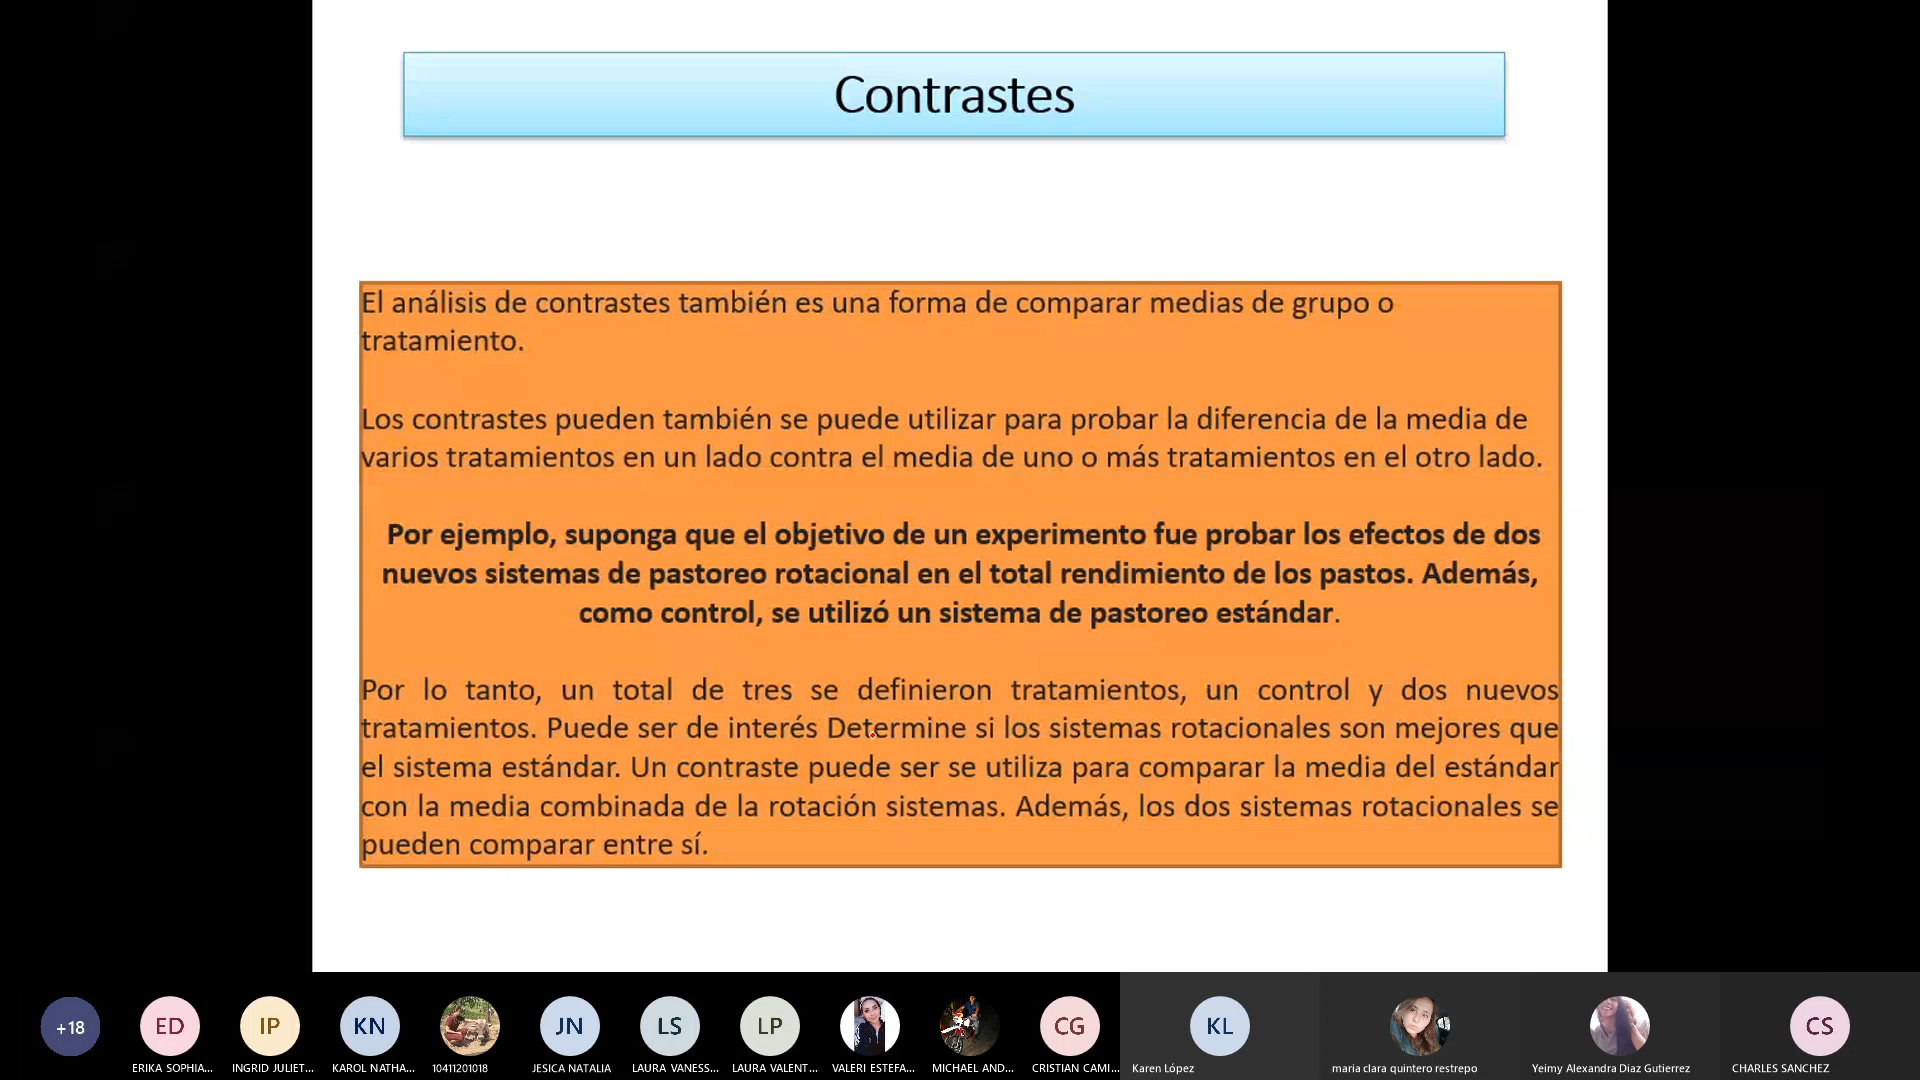 Contrastes
El análisis de contrastes también es una forma de comparar medias de grupo o
tratamiento.
Los contrastes pueden también se puede utilizar para probar la diferencia de la media de
varios tratamientos en un lado contra el media de uno o más tratamientos en el otro lado.
Por ejemplo, suponga que el objetivo de un experimento fue probar los efectos de dos
nuevos sistemas de pastoreo rotacional en el total rendimiento de los pastos. Además,
como control, se utilizó un sistema de pastoreo estándar.
Por lo tanto, un total de tres se definieron tratamientos, un control y dos nuevos
tratamientos. Puede ser de interés Determine si los sistemas rotacionales son mejores que
el sistema estándar. Un contraste puede ser se utiliza para comparar la media del estándar
con la media combinada de la rotación sistemas. Además, los dos sistemas rotacionales se
pueden comparar entre sí.
+18 ED IP KN JN LS LP CG KL CS
ERIKA SOPHIA... INGRID JULIET... KAROL NATHA... 10411201018 JESICA NATALIA LAURA VANESS... LAURA VALENT... VALERI ESTEFA... MICHAEL AND... CRISTIAN CAMI... Karen López maria clara quintero restrepo Yeimy Alexandra Diaz Gutierrez CHARLES SANCHEZ